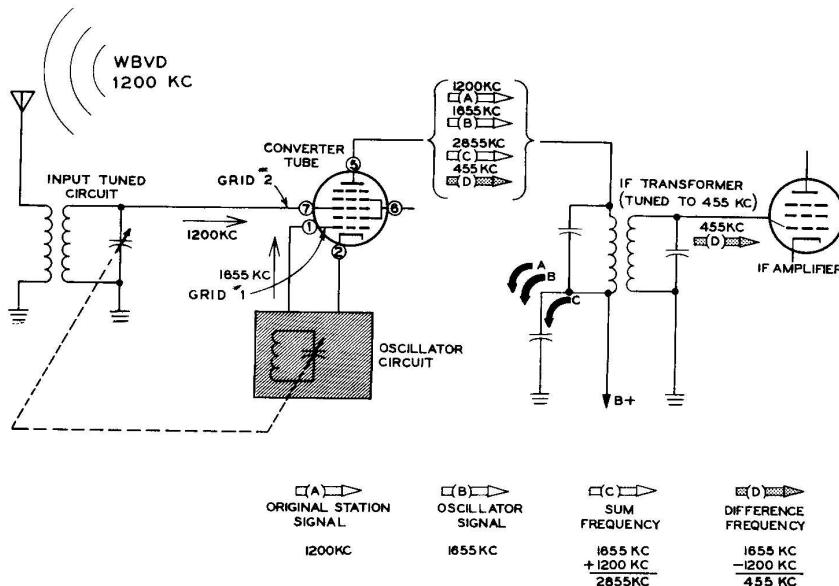 WBVD
1200 KC
INPUT TUNED
CIRCUIT
GRID #2
CONVERTER
TUBE
5
7
6
1
2
1200KC
1655 KC
GRID #1
OSCILLATOR
CIRCUIT
1200KC
(A)
1655KC
(B)
2855KC
(C)
455KC
(D)
IF TRANSFORMER
(TUNED TO 455 KC)
455KC
(D)
IF AMPLIFIER
A
B
C
B+
(A)
ORIGINAL STATION
SIGNAL
1200KC
(B)
OSCILLATOR
SIGNAL
1655KC
(C)
SUM
FREQUENCY
1655 KC
+1200 KC
2855KC
(D)
DIFFERENCE
FREQUENCY
1655 KC
-1200 KC
455 KC